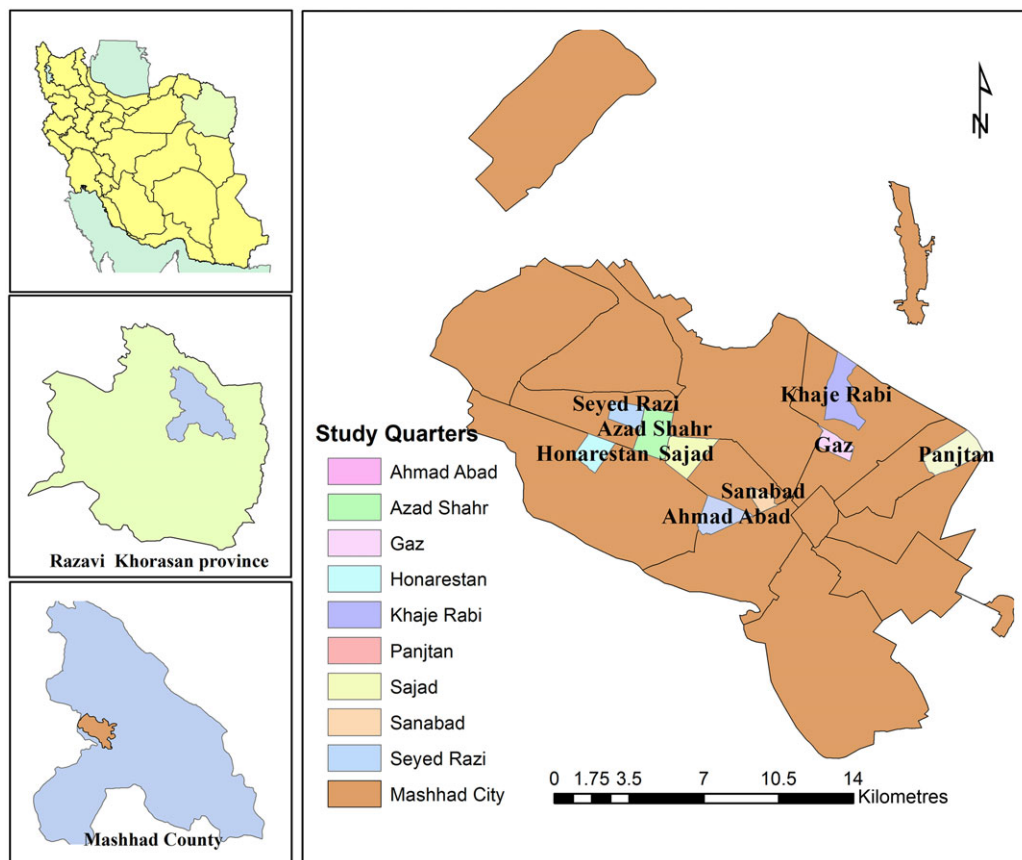 Razavi Khorasan province
Mashhad County
Study Quarters
Ahmad Abad
Azad Shahr
Gaz
Honarestan
Khaje Rabi
Panjtan
Sajad
Sanabad
Seyed Razi
Mashhad City
N
Khaje Rabi
Seyed Razi
Azad Shahr
Gaz
Honarestan Sajad
Panjtan
Sanabad
Ahmad Abad
0 1.75 3.5 7 10.5 14
Kilometres